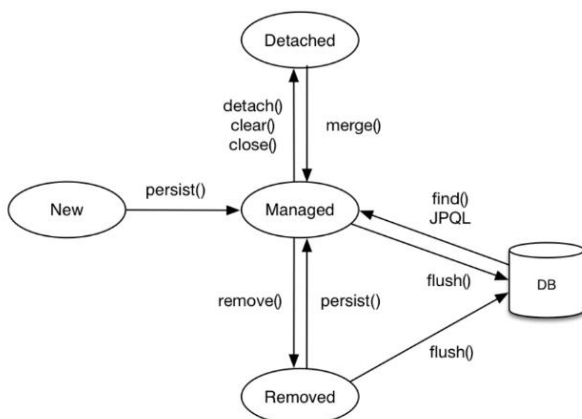 Detached
detach()
clear()
close()
merge()
persist()
find()
JPQL
New
Managed
DB
flush()
remove()
persist()
flush()
Removed